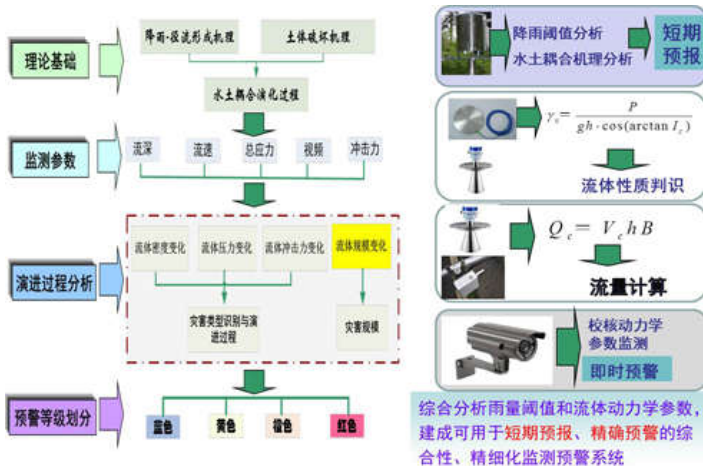 理论基础
降雨-径流形成机理
土体破坏机理
水土耦合演化过程
监测参数
流深
流速
总应力
视频
冲击力
演进过程分析
流体密度变化
流体压力变化
流体冲击力变化
流体规模变化
灾害类型识别与演
进过程
灾害规模
预警等级划分
蓝色
黄色
橙色
红色
降雨阈值分析
水土耦合机理分析
短期
预报
γc = P / gh·cos(arctan Ic)
流体性质判识
Qc = VchB
流量计算
校核动力学
参数监测
即时预警
综合分析雨量阈值和流体动力学参数，
建成可用于短期预报、精确预警的综
合性、精细化监测预警系统